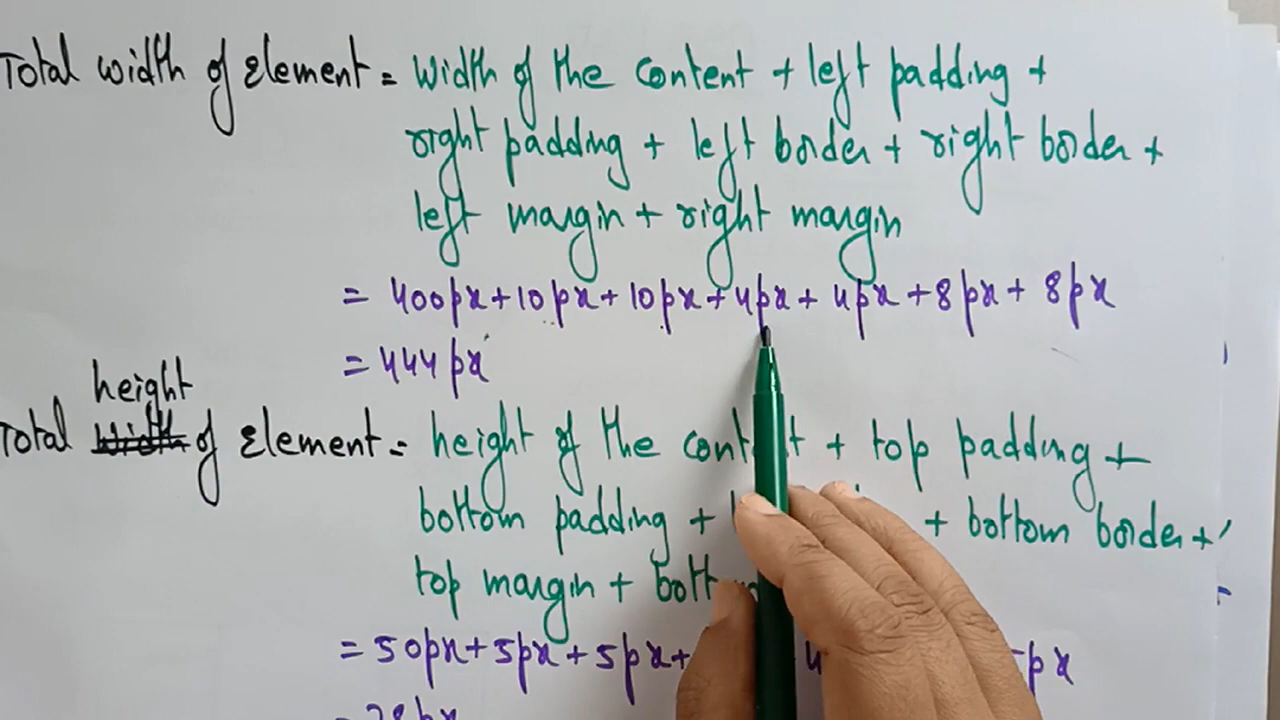 Total width of Element = width of the content + left padding +
right padding + left border + right border +
left margin + right margin
= 400px + 10px + 10px + 4px + 4px + 8px + 8px
= 444px
height
Total width of Element = height of the content + top padding +
bottom padding + + bottom border +
top margin +
= 50px + 5px + 5px + px